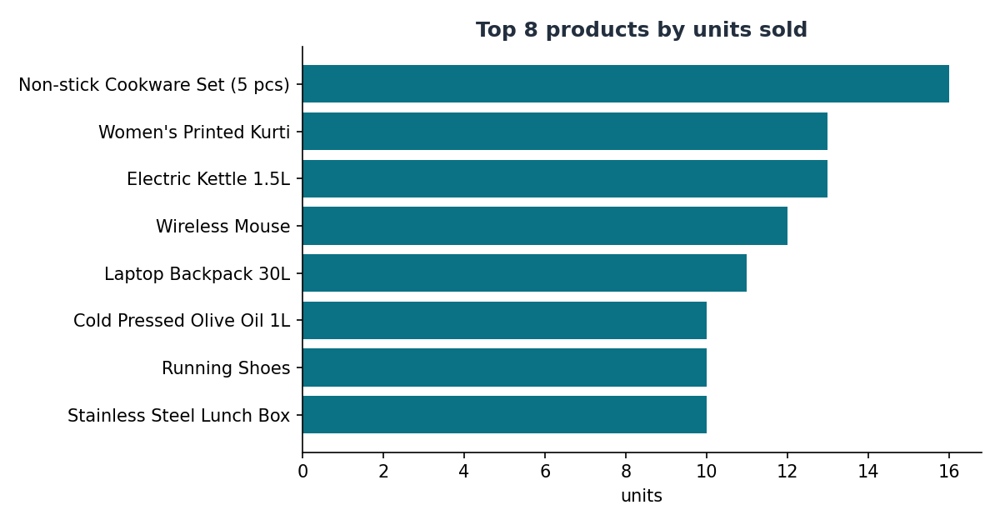 Top 8 products by units sold
Non-stick Cookware Set (5 pcs)
Women's Printed Kurti
Electric Kettle 1.5L
Wireless Mouse
Laptop Backpack 30L
Cold Pressed Olive Oil 1L
Running Shoes
Stainless Steel Lunch Box
0 2 4 6 8 10 12 14 16
units